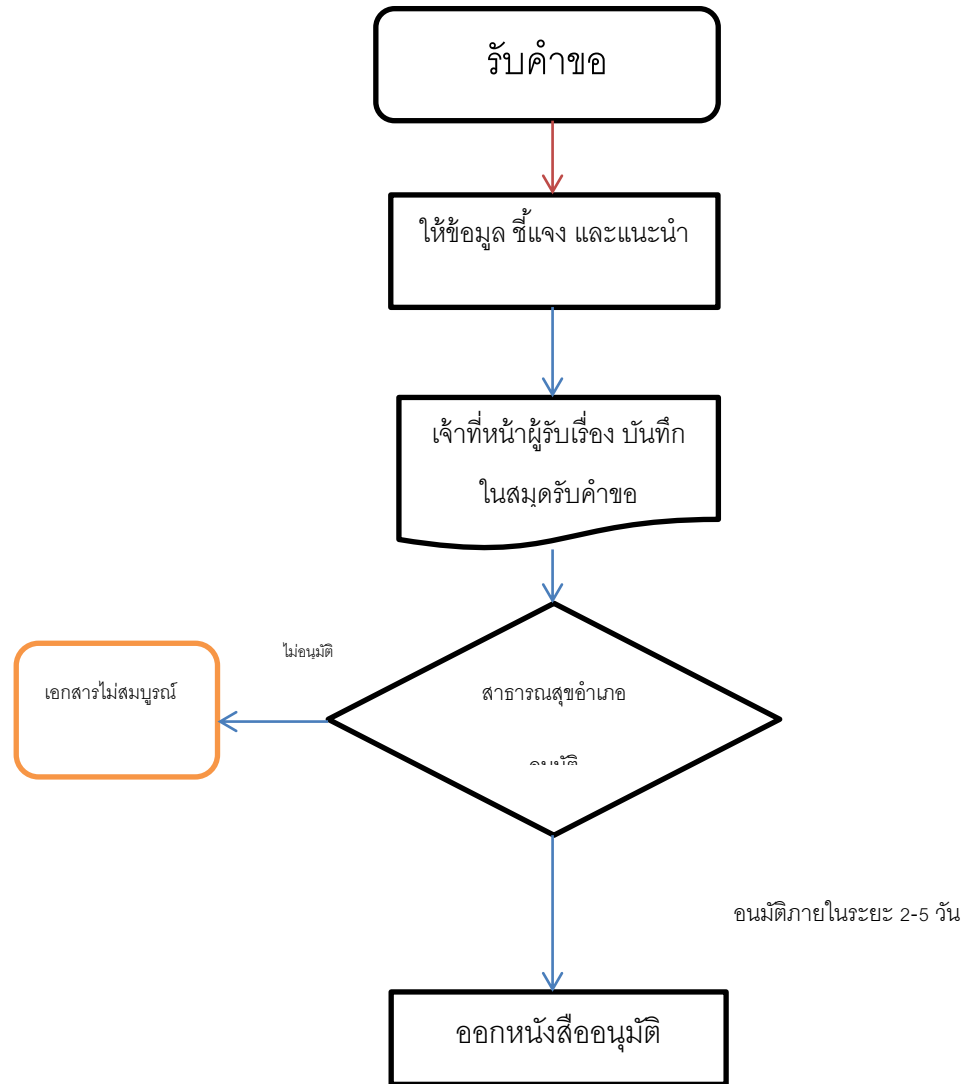 รับคำขอ
ให้ข้อมูล ชี้แจง และแนะนำ
เจ้าที่หน้าผู้รับเรื่อง บันทึก
ในสมุดรับคำขอ
ไม่อนุมัติ
เอกสารไม่สมบูรณ์
สาธารณสุขอำเภอ
อนุมัติ
อนมัติภายในระยะ 2-5 วัน
ออกหนังสืออนุมัติ